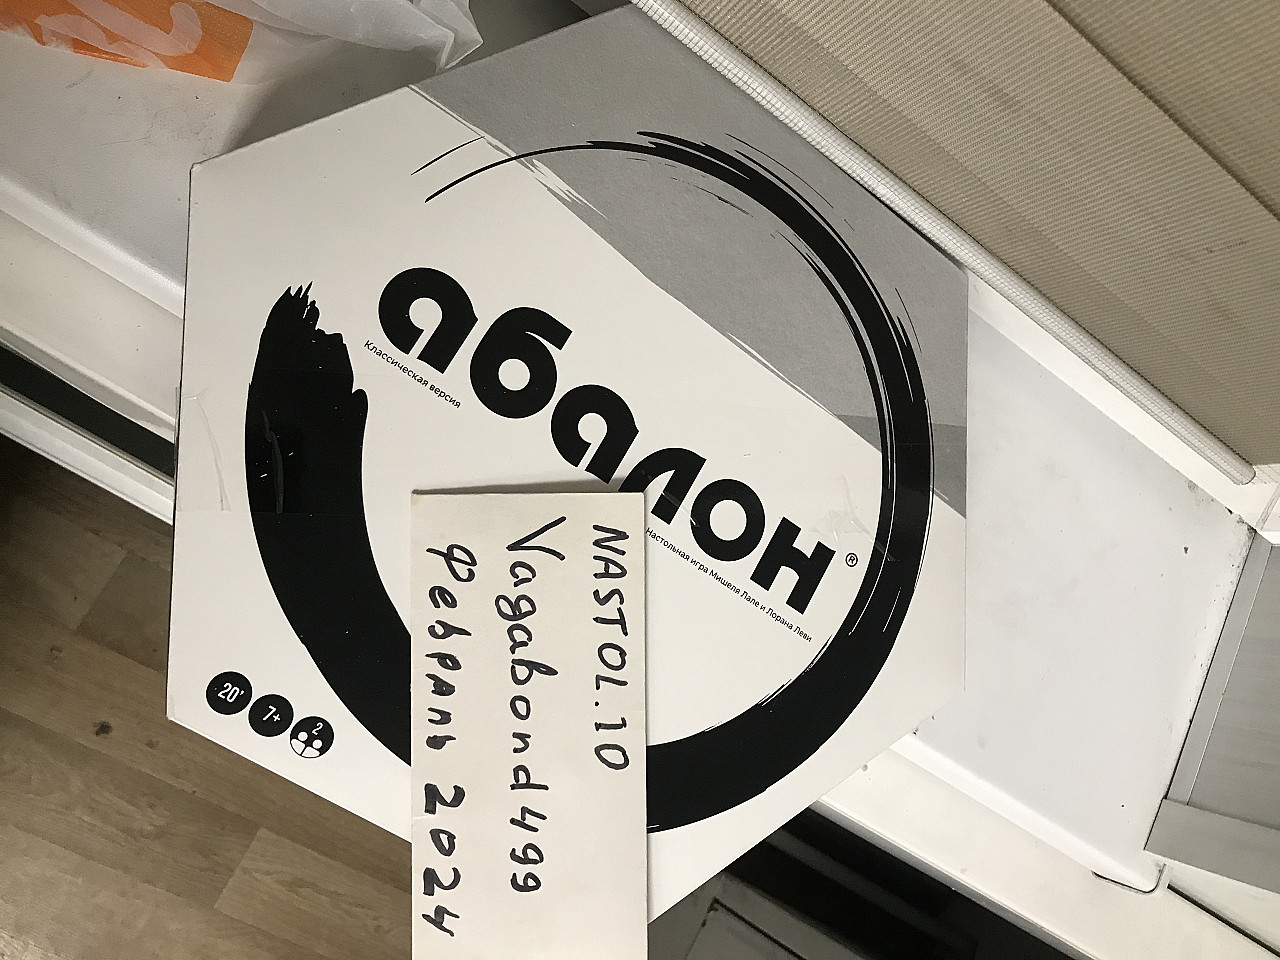 абалон®
Классическая версия
Настольная игра Мишеля Лале и Лорана Леви
20'
7+
2
NASTOL.10
Vagabond499
Февраль 2024